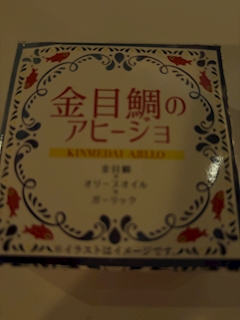 金目鯛の
アヒージョ
KINMEDAI AJILLO
金目鯛
×
オリーブオイル
×
ガーリック
※イラストはイメージです。